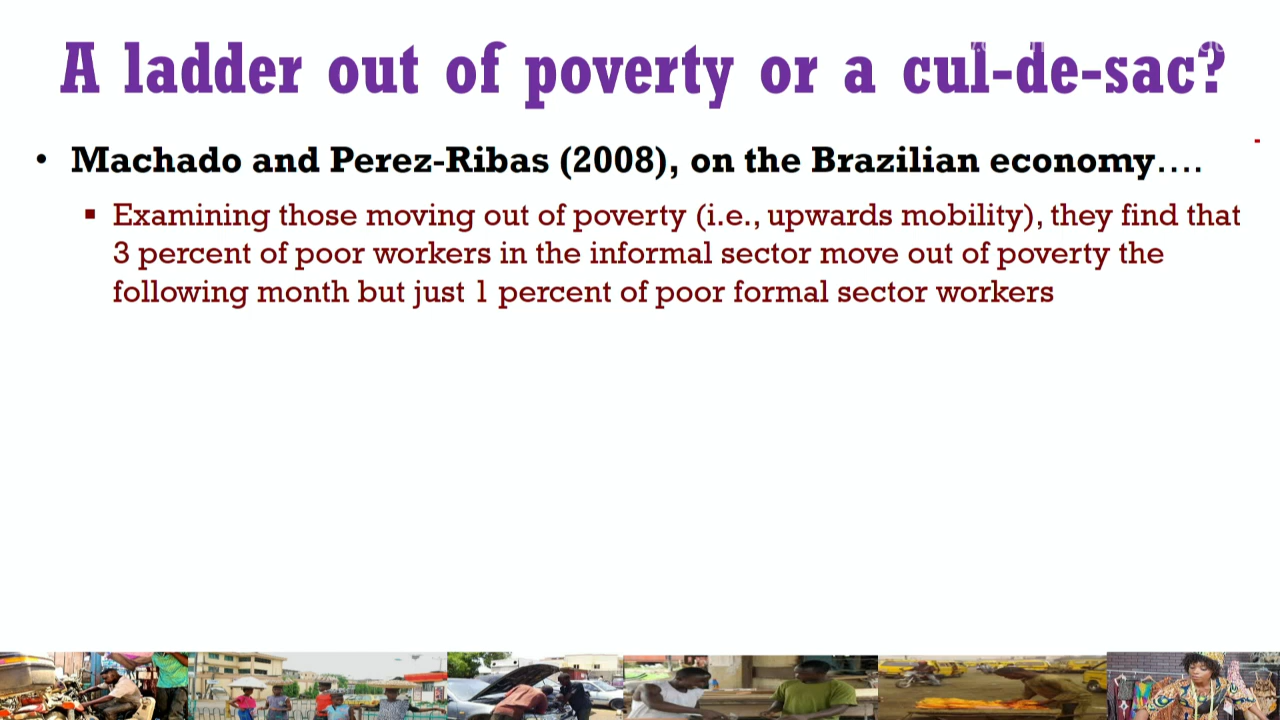 A ladder out of poverty or a cul-de-sac?
• Machado and Perez-Ribas (2008), on the Brazilian economy….
▪ Examining those moving out of poverty (i.e., upwards mobility), they find that
3 percent of poor workers in the informal sector move out of poverty the
following month but just 1 percent of poor formal sector workers